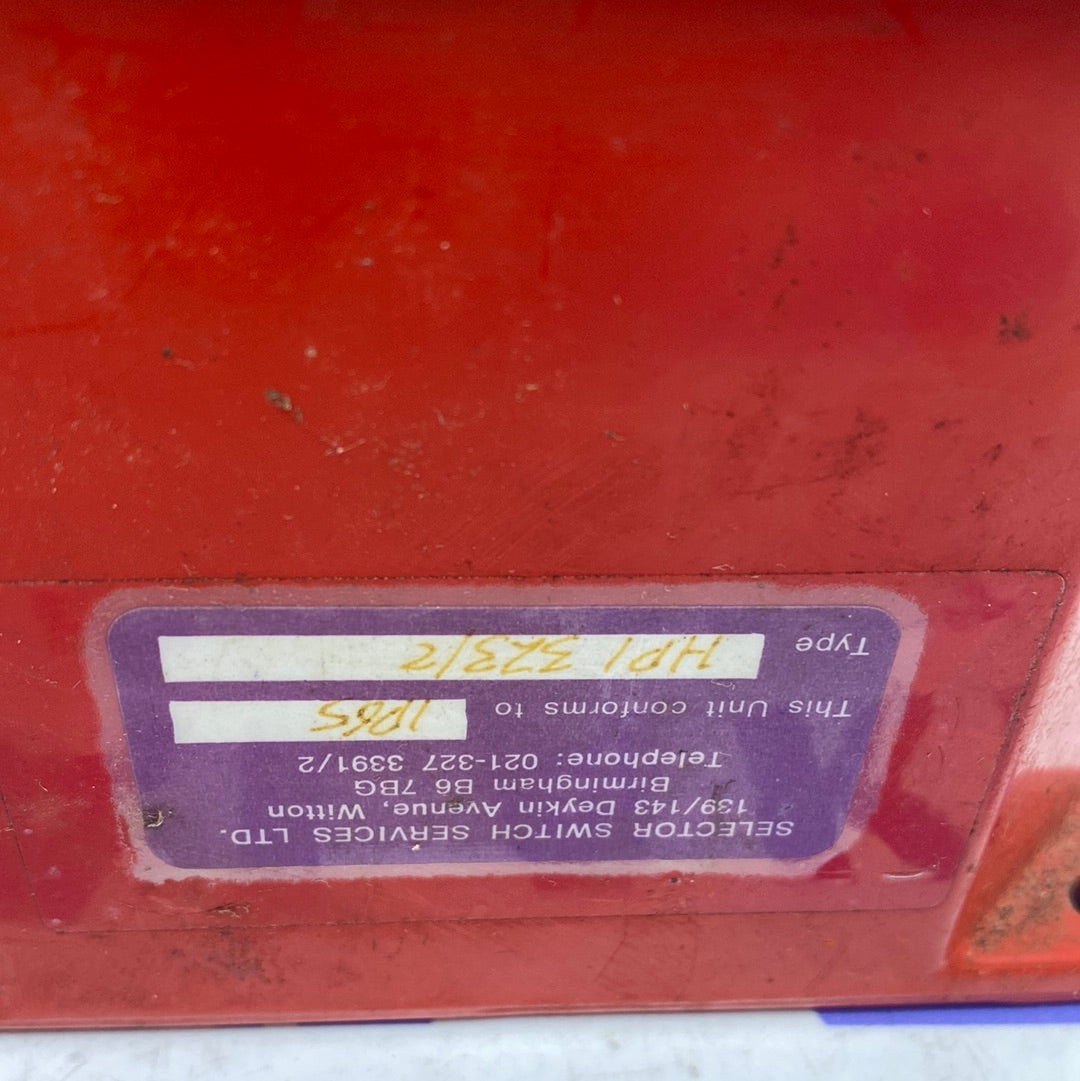 SELECTOR SWITCH SERVICES LTD.
139/143 Deykin Avenue, Witton
Birmingham B6 7BG
Telephone: 021-327 3391/2
This Unit conforms to IP65
Type HP1 323/2